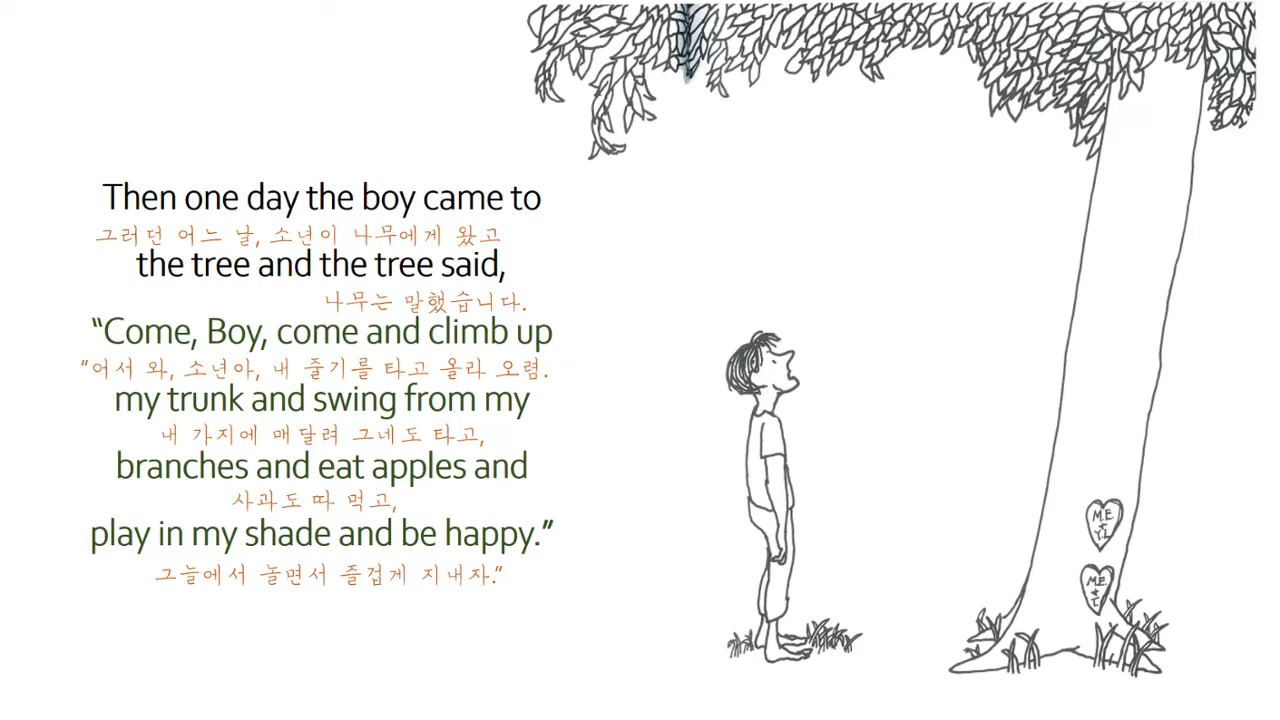 Then one day the boy came to
그러던 어느 날, 소년이 나무에게 왔고
the tree and the tree said,
나무는 말했습니다.
“Come, Boy, come and climb up
“어서 와, 소년아, 내 줄기를 타고 올라 오렴.
my trunk and swing from my
내 가지에 매달려 그네도 타고,
branches and eat apples and
사과도 따 먹고,
play in my shade and be happy.”
그늘에서 놀면서 즐겁게 지내자.”
M.E.
+
Y.L
M.E.
+
T